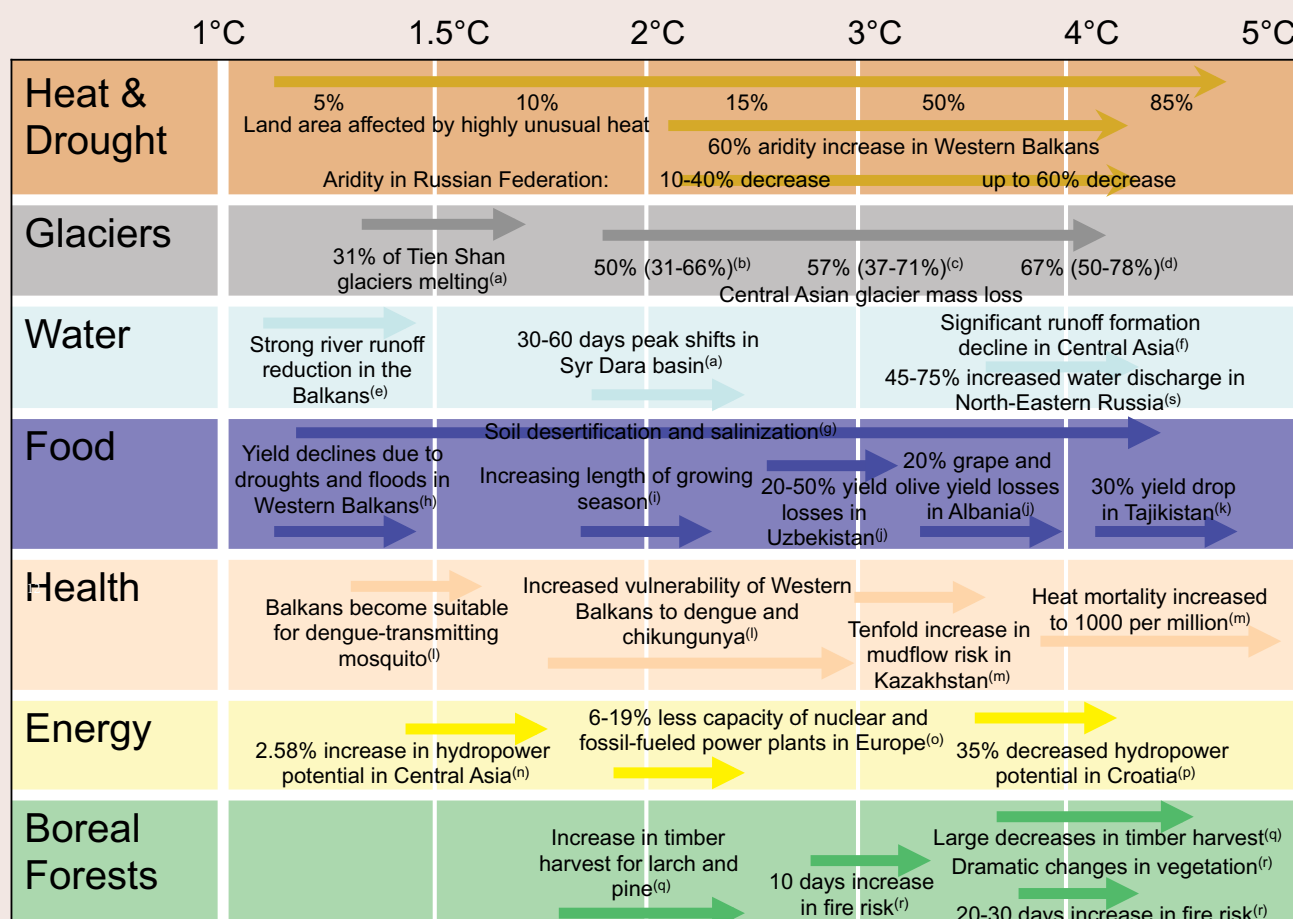 1°C 1.5°C 2°C 3°C 4°C 5°C
Heat &
Drought
5% 10% 15% 50% 85%
Land area affected by highly unusual heat
60% aridity increase in Western Balkans
Aridity in Russian Federation: 10-40% decrease up to 60% decrease
Glaciers
31% of Tien Shan
glaciers melting(a)
50% (31-66%)(b) 57% (37-71%)(c) 67% (50-78%)(d)
Central Asian glacier mass loss
Water
Strong river runoff
reduction in the
Balkans(e)
30-60 days peak shifts in
Syr Dara basin(a)
Significant runoff formation
decline in Central Asia(f)
45-75% increased water discharge in
North-Eastern Russia(s)
Food
Soil desertification and salinization(g)
Yield declines due to
droughts and floods in
Western Balkans(h)
Increasing length of growing
season(i)
20-50% yield
losses in
Uzbekistan(j)
20% grape and
olive yield losses
in Albania(j)
30% yield drop
in Tajikistan(k)
Health
Balkans become suitable
for dengue-transmitting
mosquito(l)
Increased vulnerability of Western
Balkans to dengue and
chikungunya(l)
Tenfold increase in
mudflow risk in
Kazakhstan(m)
Heat mortality increased
to 1000 per million(m)
Energy
2.58% increase in hydropower
potential in Central Asia(n)
6-19% less capacity of nuclear and
fossil-fueled power plants in Europe(o)
35% decreased hydropower
potential in Croatia(p)
Boreal
Forests
Increase in timber
harvest for larch and
pine(q)
10 days increase
in fire risk(r)
Large decreases in timber harvest(q)
Dramatic changes in vegetation(r)
20-30 days increase in fire risk(r)